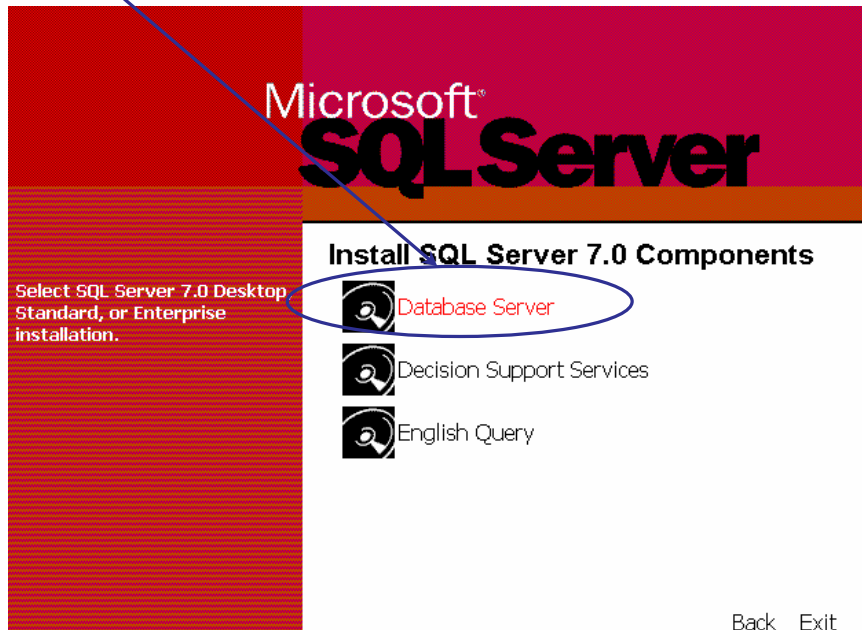 Microsoft®
SQL Server
Install SQL Server 7.0 Components
Select SQL Server 7.0 Desktop
Standard, or Enterprise
installation.
Database Server
Decision Support Services
English Query
Back Exit